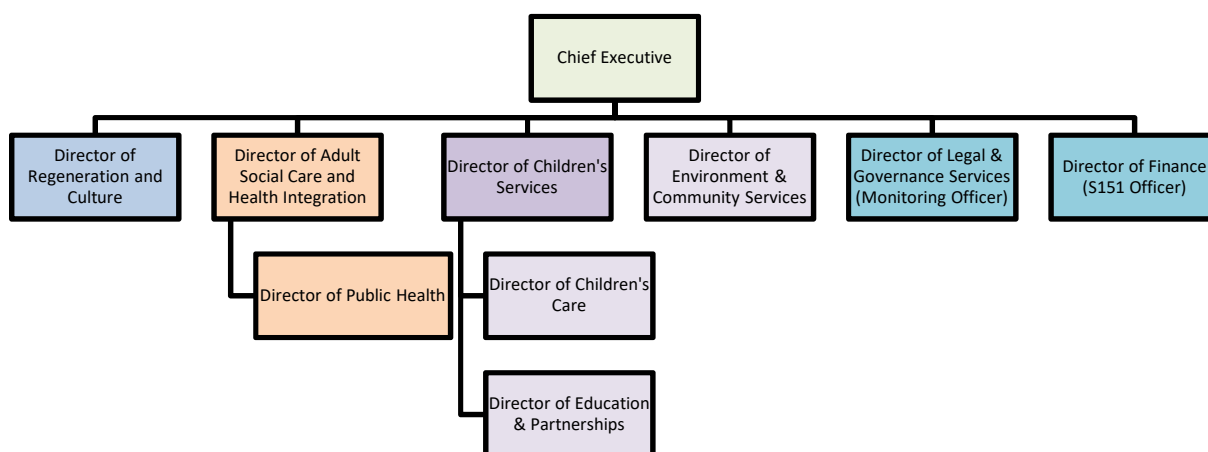 Chief Executive
Director of
Regeneration and
Culture
Director of Adult
Social Care and
Health Integration
Director of Children's
Services
Director of
Environment &
Community Services
Director of Legal &
Governance Services
(Monitoring Officer)
Director of Finance
(S151 Officer)
Director of Public Health
Director of Children's
Care
Director of Education
& Partnerships